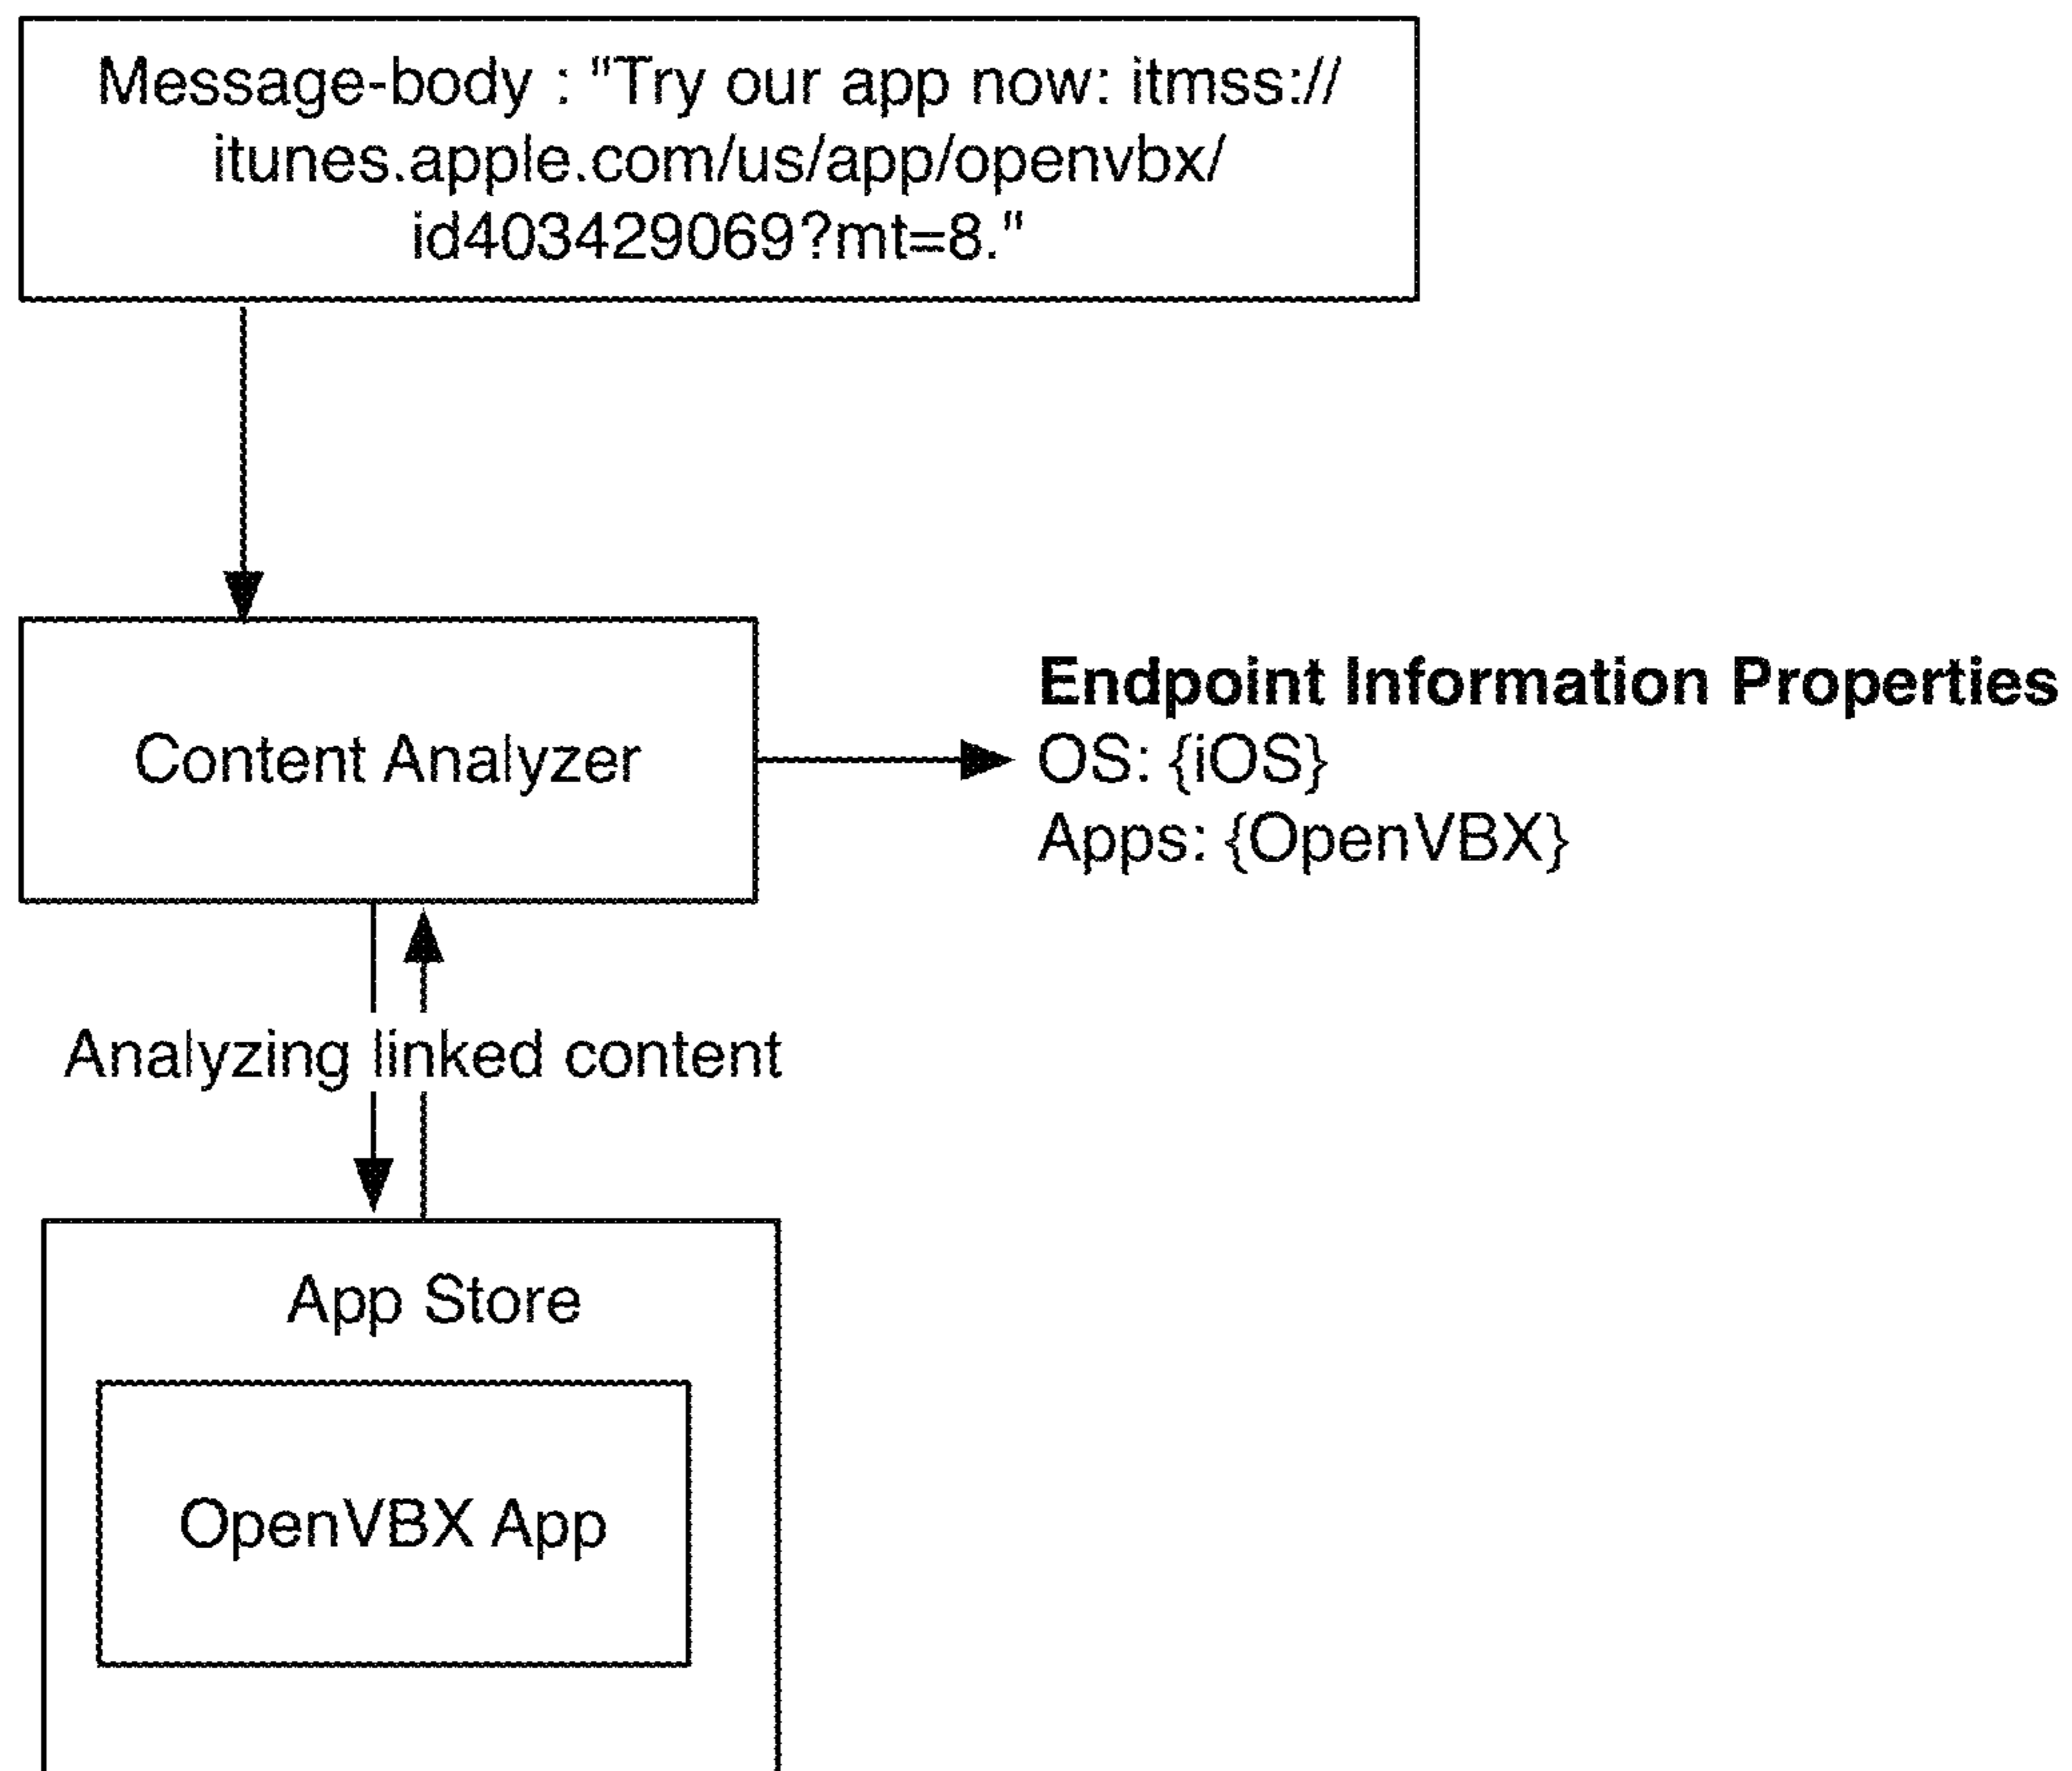 Message-body : "Try our app now: itmss://
itunes.apple.com/us/app/openvbx/
id403429069?mt=8."
Content Analyzer
Endpoint Information Properties
OS: {iOS}
Apps: {OpenVBX}
Analyzing linked content
App Store
OpenVBX App